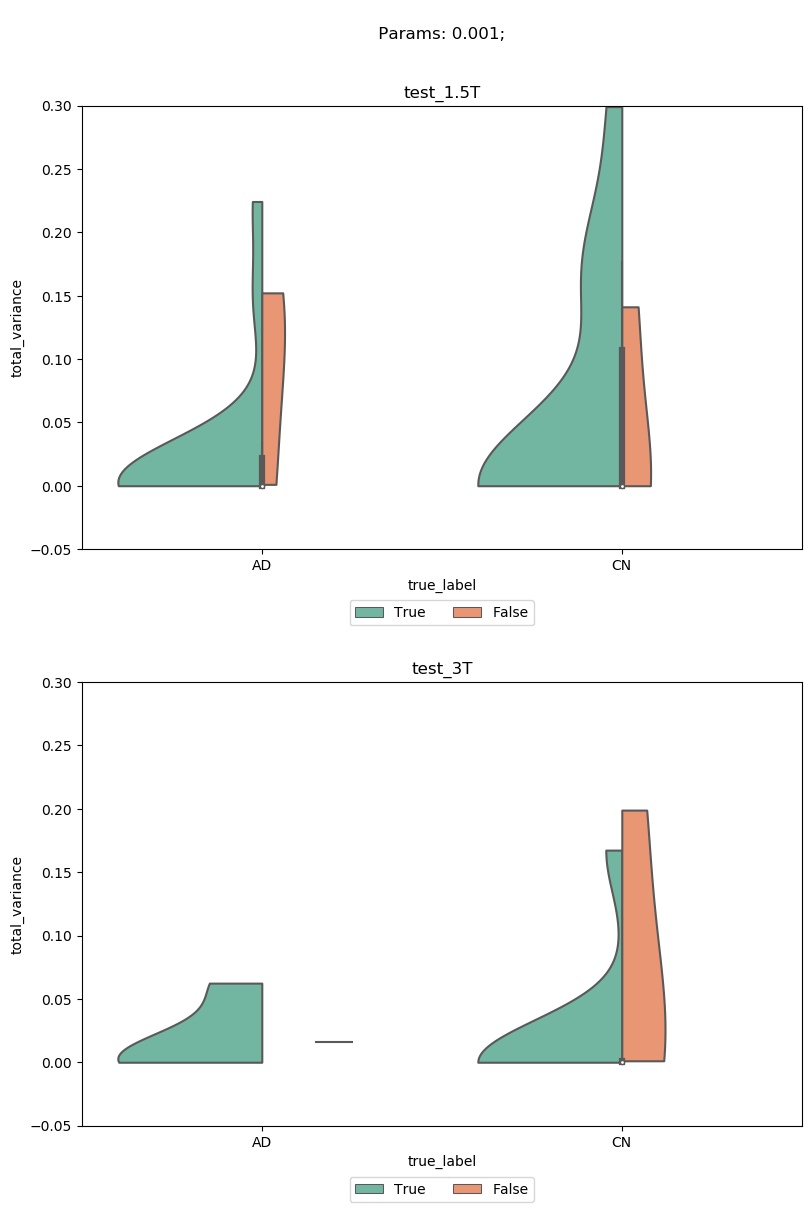 Params: 0.001;
test_1.5T
0.30
0.25
0.20
0.15
0.10
0.05
0.00
−0.05
total_variance
AD CN
true_label
True False
test_3T
0.30
0.25
0.20
0.15
0.10
0.05
0.00
−0.05
total_variance
AD CN
true_label
True False